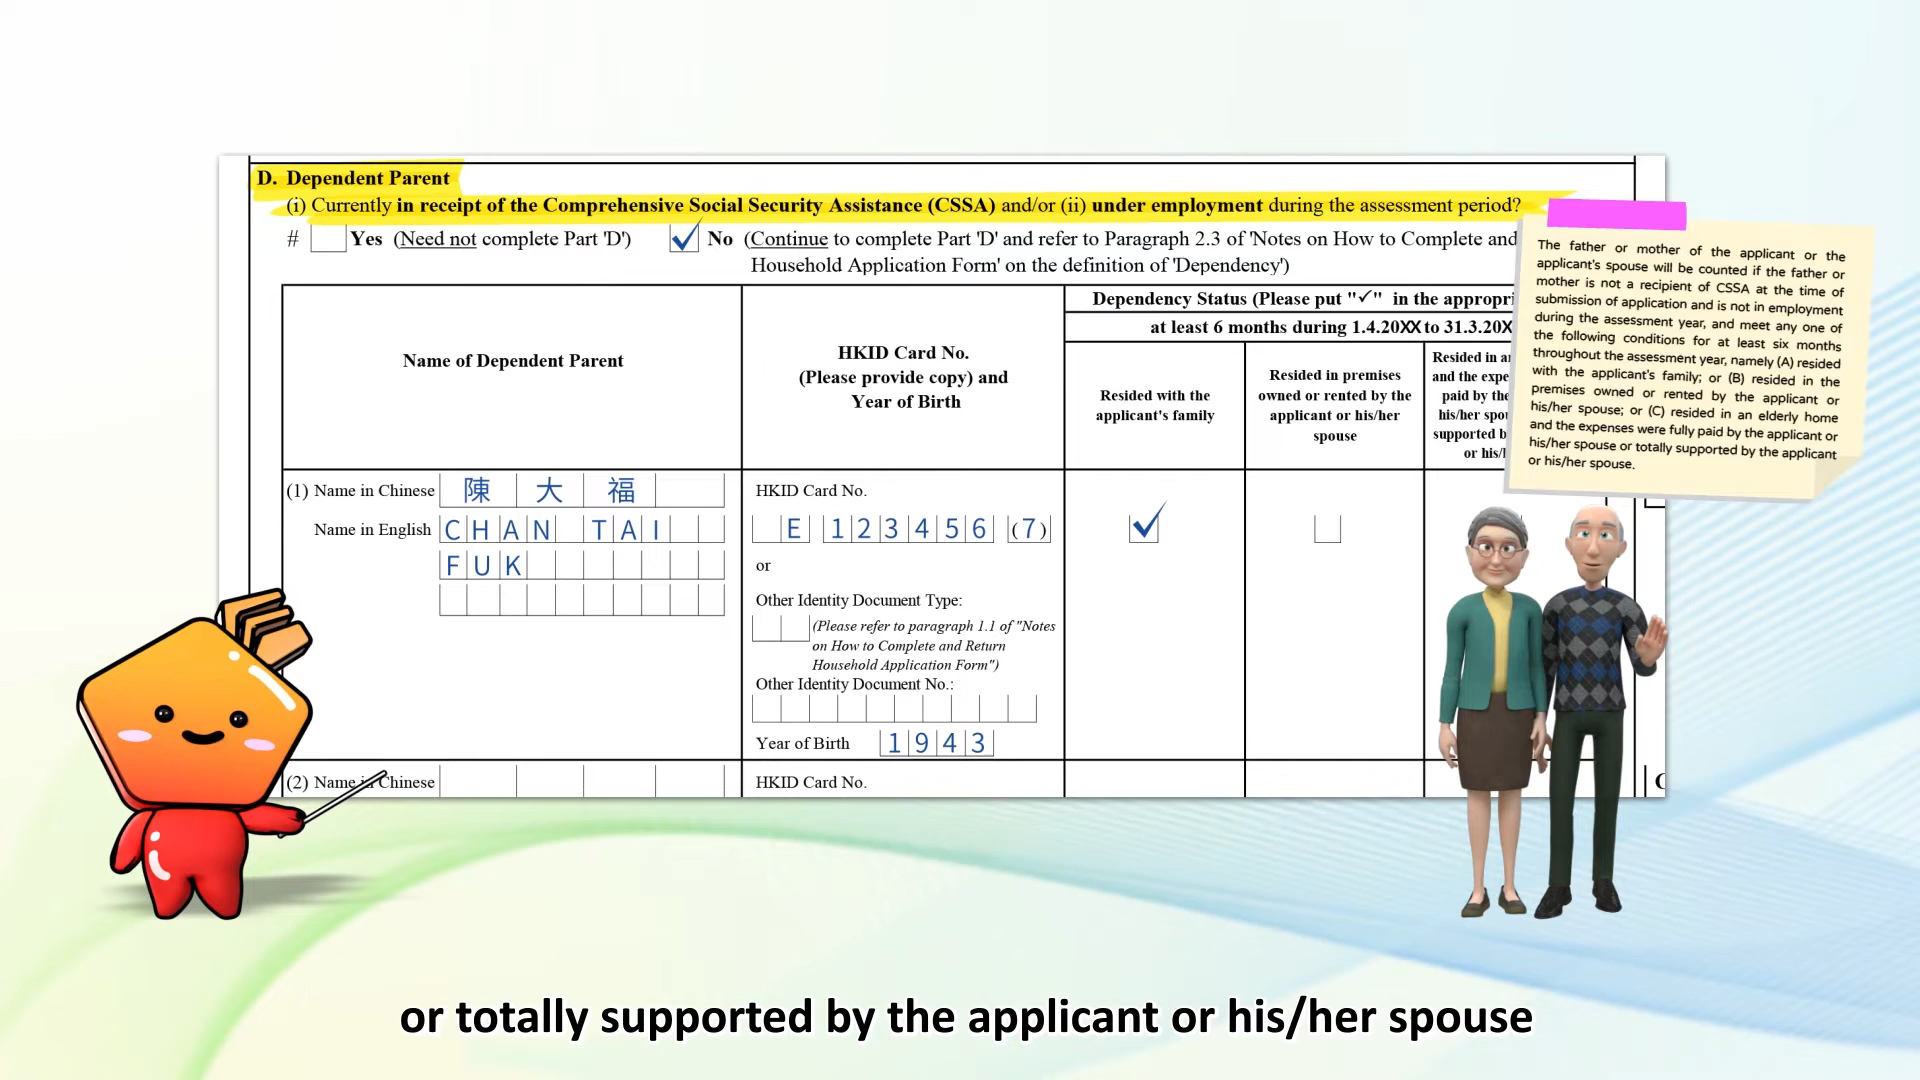 D. Dependent Parent
(i) Currently in receipt of the Comprehensive Social Security Assistance (CSSA) and/or (ii) under employment during the assessment period?
# Yes (Need not complete Part 'D') ✓ No (Continue to complete Part 'D' and refer to Paragraph 2.3 of 'Notes on How to Complete and
Household Application Form' on the definition of 'Dependency')
Name of Dependent Parent
HKID Card No.
(Please provide copy) and
Year of Birth
Dependency Status (Please put "✓" in the appropri
at least 6 months during 1.4.20XX to 31.3.20X
Resided with the
applicant's family
Resided in premises
owned or rented by the
applicant or his/her
spouse
Resided in a
and the expe
paid by the
his/her spou
supported b
or his/
(1) Name in Chinese 陳 大 福
Name in English CHAN TAI
FUK
HKID Card No.
E 123456 (7)
or
Other Identity Document Type:
(Please refer to paragraph 1.1 of "Notes
on How to Complete and Return
Household Application Form")
Other Identity Document No.:
Year of Birth 1943
✓
(2) Name in Chinese
HKID Card No.
The father or mother of the applicant or the
applicant's spouse will be counted if the father or
mother is not a recipient of CSSA at the time of
submission of application and is not in employment
during the assessment year, and meet any one of
the following conditions for at least six months
throughout the assessment year, namely (A) resided
with the applicant's family; or (B) resided in the
premises owned or rented by the applicant or
his/her spouse; or (C) resided in an elderly home
and the expenses were fully paid by the applicant or
his/her spouse or totally supported by the applicant
or his/her spouse.
or totally supported by the applicant or his/her spouse